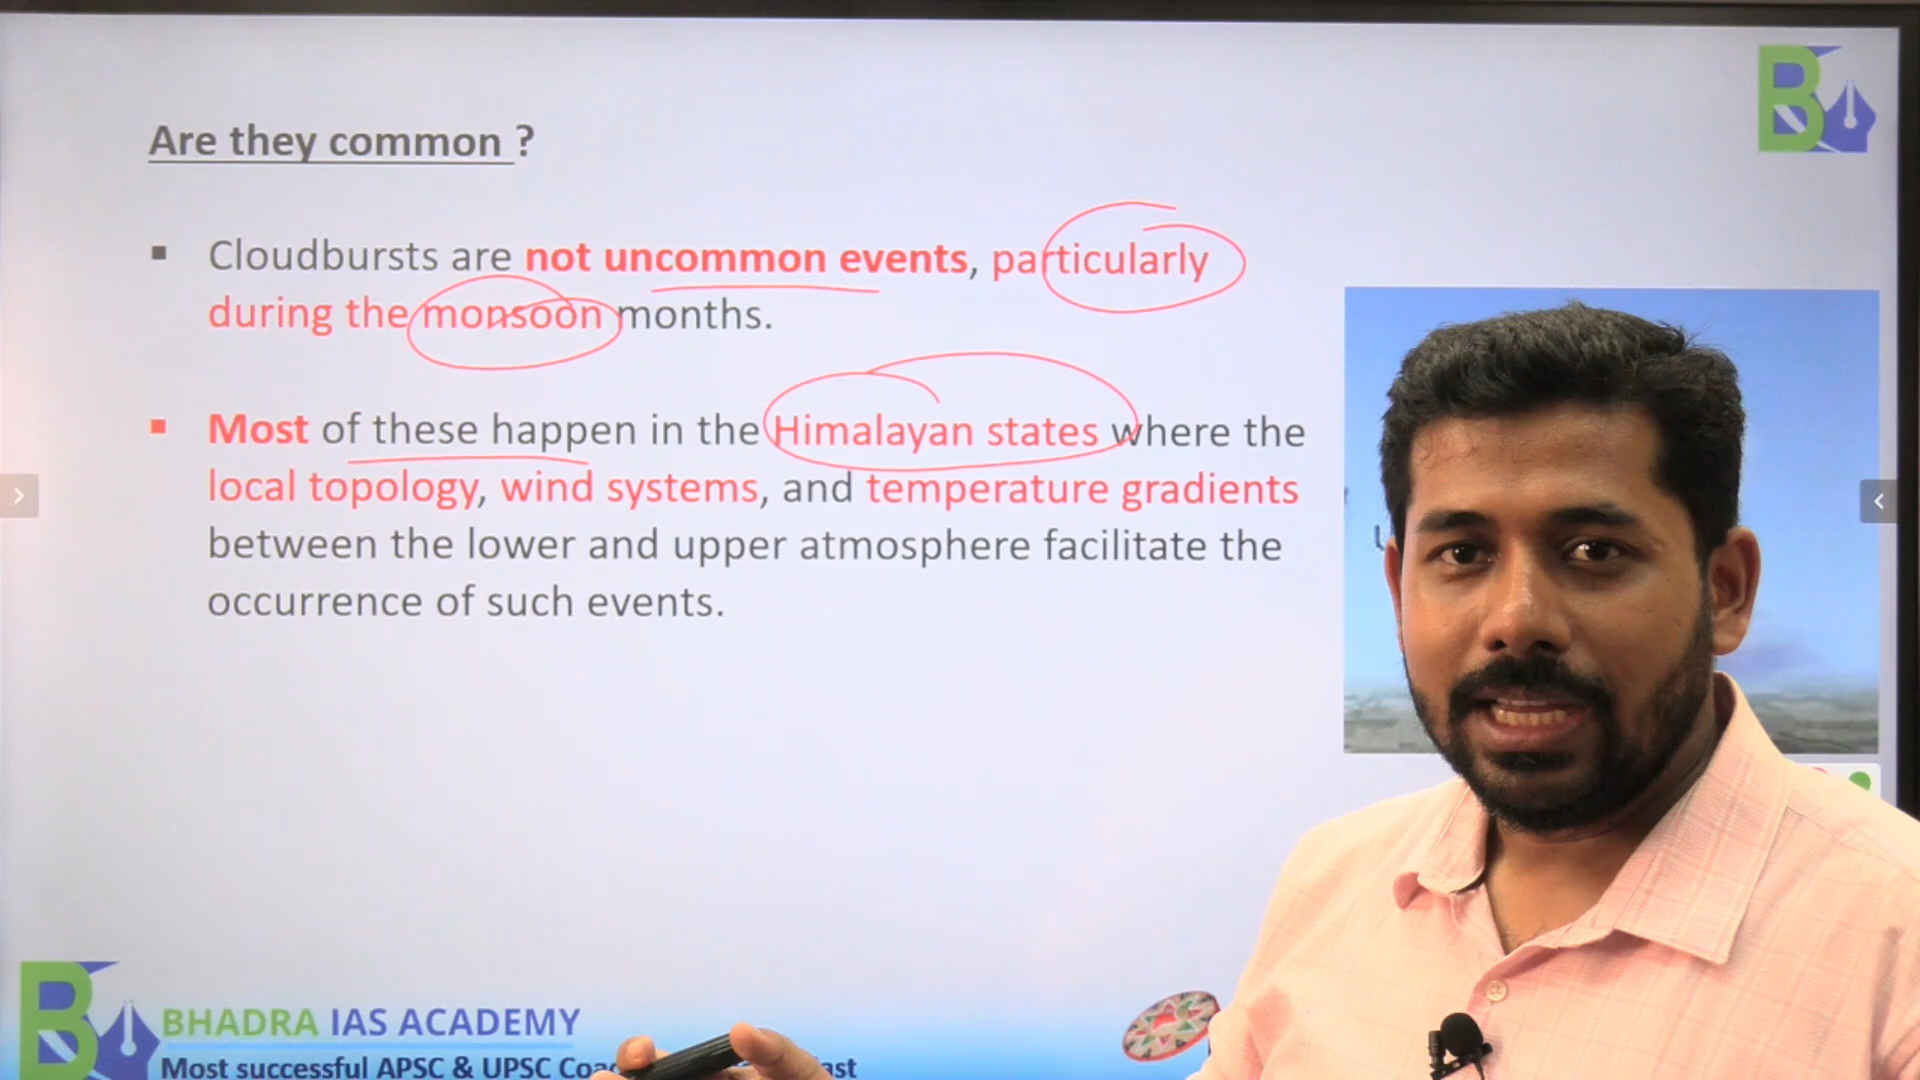 Are they common ?
▪ Cloudbursts are not uncommon events, particularly
during the monsoon months.
▪ Most of these happen in the Himalayan states where the
local topology, wind systems, and temperature gradients
between the lower and upper atmosphere facilitate the
occurrence of such events.
BHADRA IAS ACADEMY
Most successful APSC & UPSC